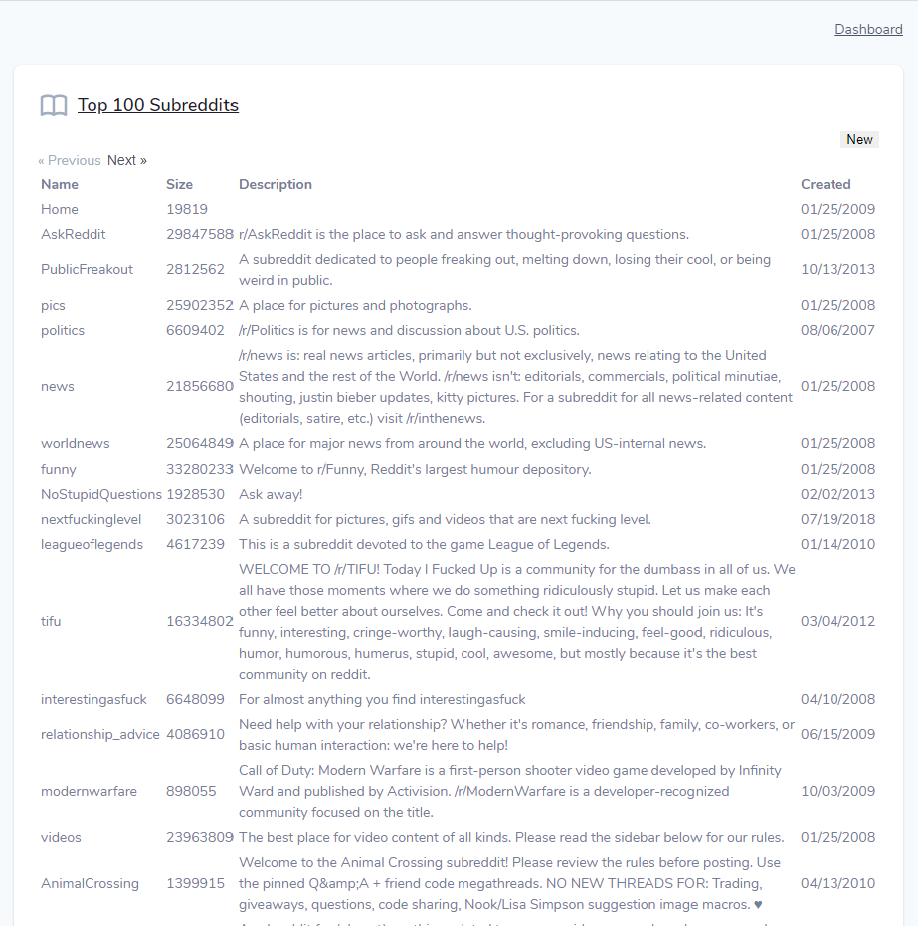 Dashboard
Top 100 Subreddits
New
« Previous Next »
Name Size Description Created
Home 19819 01/25/2009
AskReddit 29847588 r/AskReddit is the place to ask and answer thought-provoking questions. 01/25/2008
PublicFreakout 2812562 A subreddit dedicated to people freaking out, melting down, losing their cool, or being 10/13/2013
weird in public.
pics 25902352 A place for pictures and photographs. 01/25/2008
politics 6609402 /r/Politics is for news and discussion about U.S. politics. 08/06/2007
/r/news is: real news articles, primarily but not exclusively, news relating to the United
States and the rest of the World. /r/news isn't: editorials, commercials, political minutiae,
news 21856680 shouting, justin bieber updates, kitty pictures. For a subreddit for all news-related content 01/25/2008
(editorials, satire, etc.) visit /r/inthenews.
worldnews 25064849 A place for major news from around the world, excluding US-internal news. 01/25/2008
funny 33280233 Welcome to r/Funny, Reddit's largest humour depository. 01/25/2008
NoStupidQuestions 1928530 Ask away! 02/02/2013
nextfuckinglevel 3023106 A subreddit for pictures, gifs and videos that are next fucking level. 07/19/2018
leagueoflegends 4617239 This is a subreddit devoted to the game League of Legends. 01/14/2010
WELCOME TO /r/TIFU! Today I Fucked Up is a community for the dumbass in all of us. We
all have those moments where we do something ridiculously stupid. Let us make each
other feel better about ourselves. Come and check it out! Why you should join us: It's
tifu 16334802 funny, interesting, cringe-worthy, laugh-causing, smile-inducing, feel-good, ridiculous, 03/04/2012
humor, humorous, humerus, stupid, cool, awesome, but mostly because it's the best
community on reddit.
interestingasfuck 6648099 For almost anything you find interestingasfuck 04/10/2008
relationship_advice 4086910 Need help with your relationship? Whether it's romance, friendship, family, co-workers, or 06/15/2009
basic human interaction: we're here to help!
Call of Duty: Modern Warfare is a first-person shooter video game developed by Infinity
modernwarfare 898055 Ward and published by Activision. /r/ModernWarfare is a developer-recognized 10/03/2009
community focused on the title.
videos 23963809 The best place for video content of all kinds. Please read the sidebar below for our rules. 01/25/2008
Welcome to the Animal Crossing subreddit! Please review the rules before posting. Use
AnimalCrossing 1399915 the pinned Q&amp;A + friend code megathreads. NO NEW THREADS FOR: Trading, 04/13/2010
giveaways, questions, code sharing, Nook/Lisa Simpson suggestion image macros. ♥